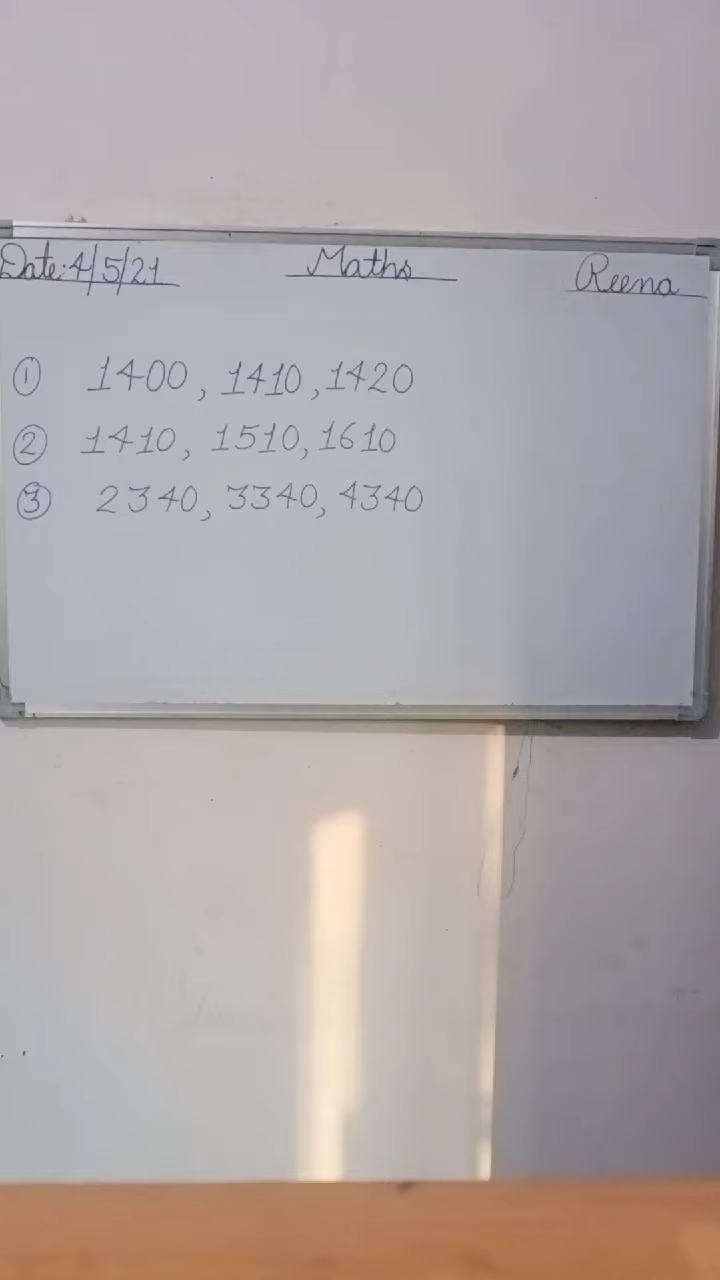 Date: 4/5/21 Maths Reena
① 1400, 1410, 1420
② 1410, 1510, 1610
③ 2340, 3340, 4340